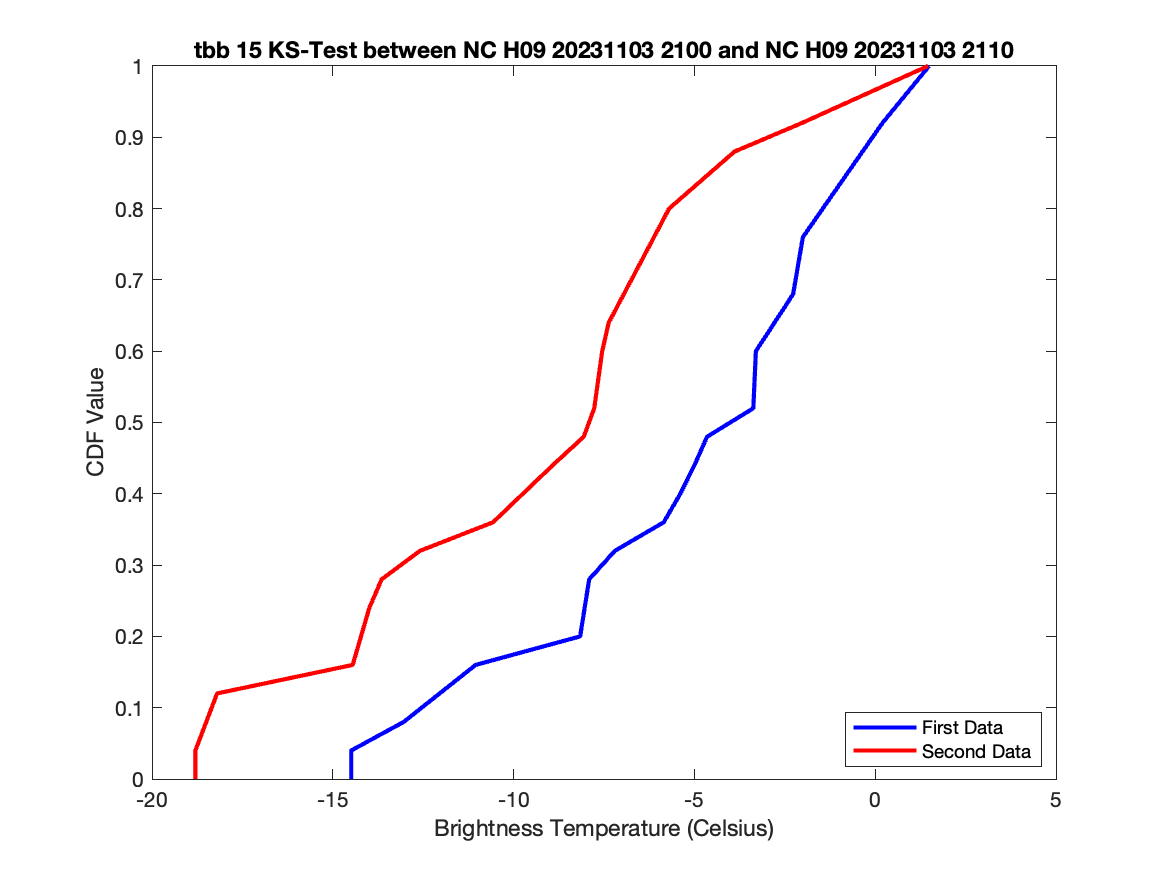 tbb 15 KS-Test between NC H09 20231103 2100 and NC H09 20231103 2110
1
0.9
0.8
0.7
0.6
0.5
0.4
0.3
0.2
0.1
0
CDF Value
First Data
Second Data
-20 -15 -10 -5 0 5
Brightness Temperature (Celsius)